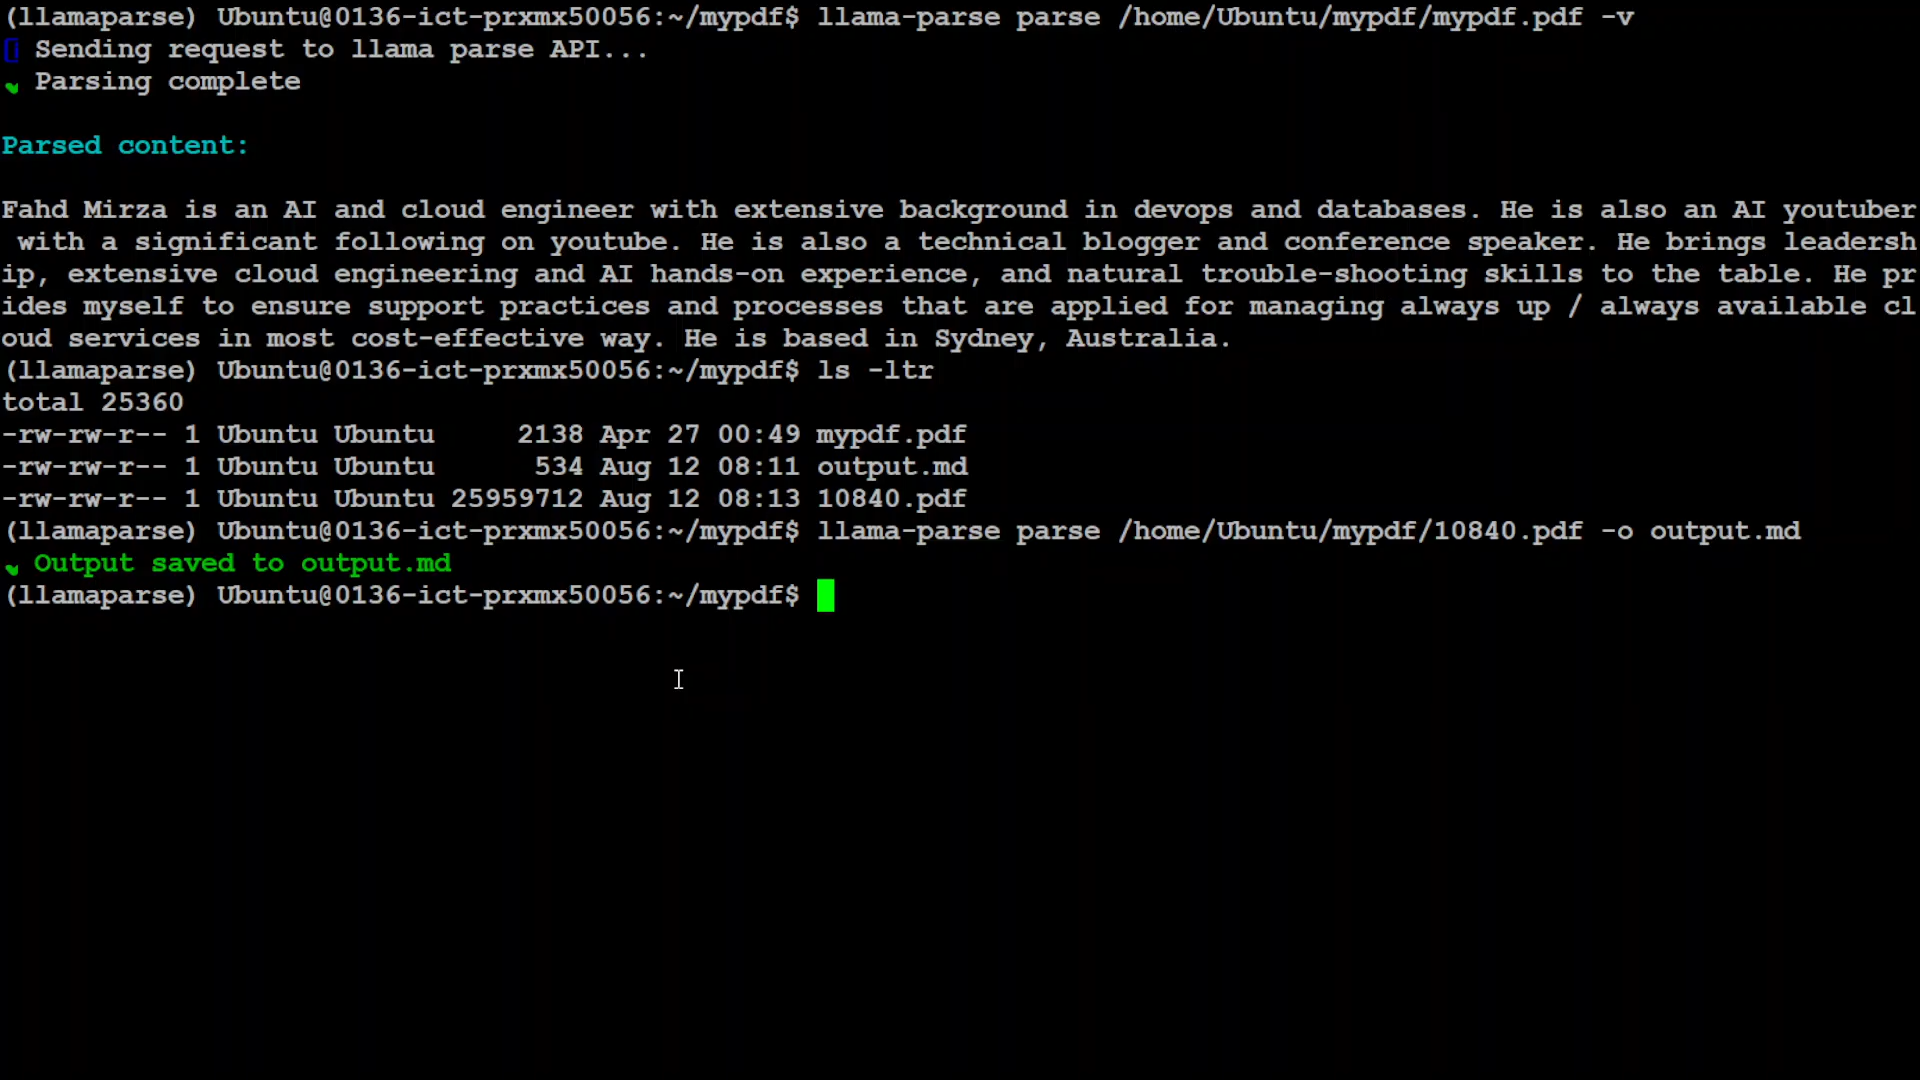 (llamaparse) Ubuntu@0136-ict-prxmx50056:~/mypdf$ llama-parse parse /home/Ubuntu/mypdf/mypdf.pdf -v
Sending request to llama parse API...
Parsing complete
Parsed content:
Fahd Mirza is an AI and cloud engineer with extensive background in devops and databases. He is also an AI youtuber
with a significant following on youtube. He is also a technical blogger and conference speaker. He brings leadersh
ip, extensive cloud engineering and AI hands-on experience, and natural trouble-shooting skills to the table. He pr
ides myself to ensure support practices and processes that are applied for managing always up / always available cl
oud services in most cost-effective way. He is based in Sydney, Australia.
(llamaparse) Ubuntu@0136-ict-prxmx50056:~/mypdf$ ls -ltr
total 25360
-rw-rw-r-- 1 Ubuntu Ubuntu     2138 Apr 27 00:49 mypdf.pdf
-rw-rw-r-- 1 Ubuntu Ubuntu      534 Aug 12 08:11 output.md
-rw-rw-r-- 1 Ubuntu Ubuntu 25959712 Aug 12 08:13 10840.pdf
(llamaparse) Ubuntu@0136-ict-prxmx50056:~/mypdf$ llama-parse parse /home/Ubuntu/mypdf/10840.pdf -o output.md
Output saved to output.md
(llamaparse) Ubuntu@0136-ict-prxmx50056:~/mypdf$